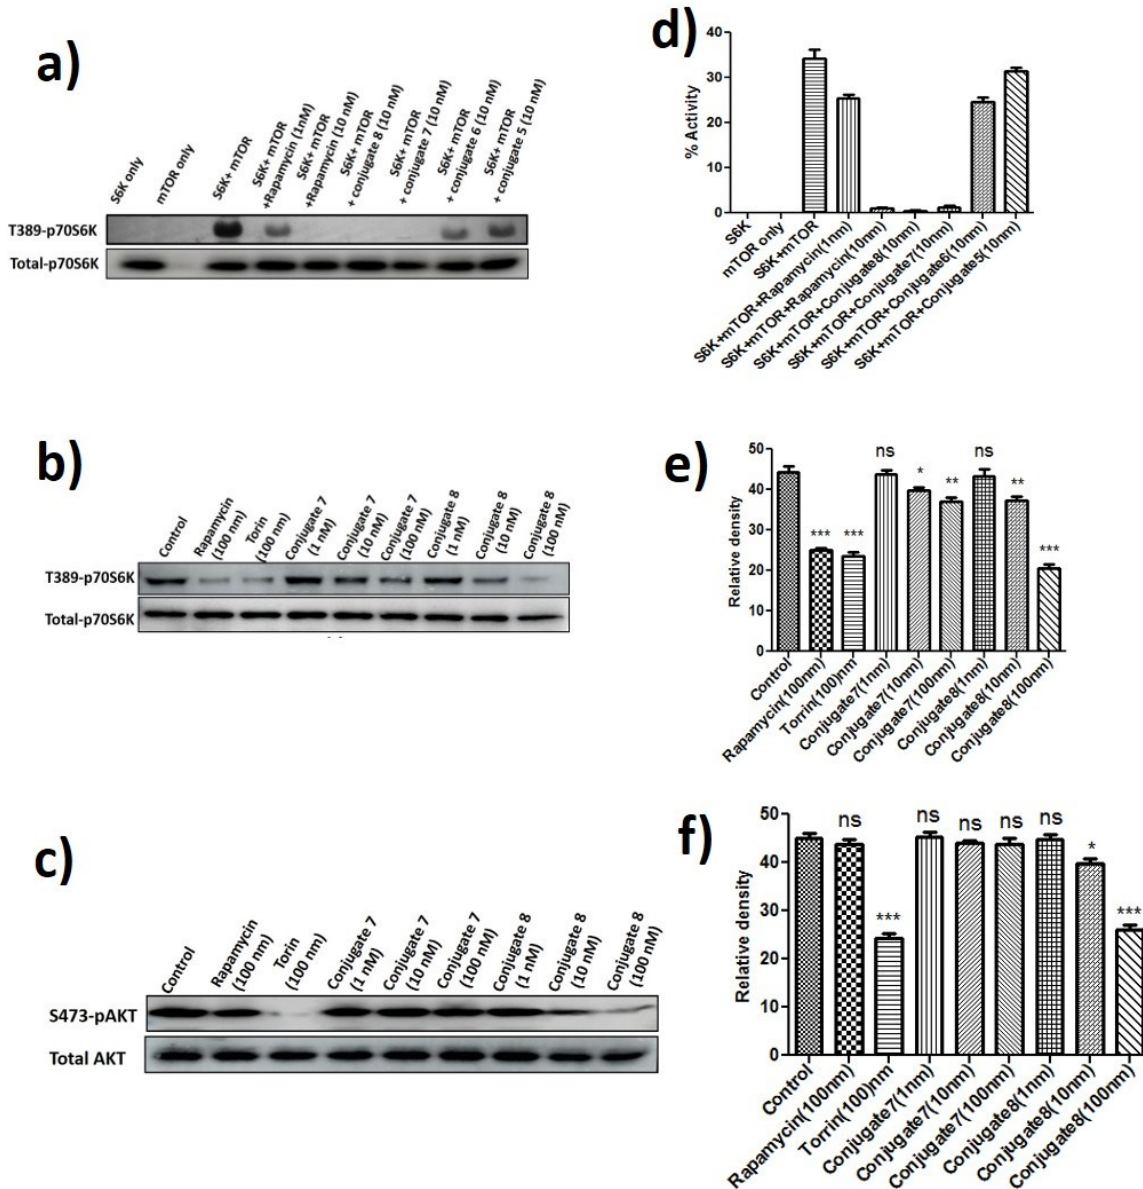 a)
S6K only
mTOR only
S6K+ mTOR
S6K+ mTOR
+Rapamycin (1nM)
S6K+ mTOR
+Rapamycin (10 nM)
S6K+ mTOR
+ conjugate 8 (10 nM)
S6K+ mTOR
+ conjugate 7 (10 nM)
S6K+ mTOR
+ conjugate 6 (10 nM)
S6K+ mTOR
+ conjugate 5 (10 nM)
T389-p70S6K
Total-p70S6K
d)
% Activity
40
30
20
10
0
S6K
mTOR only
S6K+mTOR
S6K+mTOR+Rapamycin(1nm)
S6K+mTOR+Rapamycin(10nm)
S6K+mTOR+Conjugate8(10nm)
S6K+mTOR+Conjugate7(10nm)
S6K+mTOR+Conjugate6(10nm)
S6K+mTOR+Conjugate5(10nm)
b)
Control
Rapamycin
(100 nm)
Torin
(100 nm)
Conjugate 7
(1 nM)
Conjugate 7
(10 nM)
Conjugate 7
(100 nM)
Conjugate 8
(1 nM)
Conjugate 8
(10 nM)
Conjugate 8
(100 nM)
T389-p70S6K
Total-p70S6K
e)
Relative density
50
40
30
20
10
0
*** *** ns * ** ns ** ***
Control
Rapamycin(100nm)
Torrin(100)nm
Conjugate7(1nm)
Conjugate7(10nm)
Conjugate7(100nm)
Conjugate8(1nm)
Conjugate8(10nm)
Conjugate8(100nm)
c)
Control
Rapamycin
(100 nm)
Torin
(100 nm)
Conjugate 7
(1 nM)
Conjugate 7
(10 nM)
Conjugate 7
(100 nM)
Conjugate 8
(1 nM)
Conjugate 8
(10 nM)
Conjugate 8
(100 nM)
S473-pAKT
Total AKT
f)
Relative density
50
40
30
20
10
0
ns *** ns ns ns ns * ***
Control
Rapamycin(100nm)
Torrin(100)nm
Conjugate7(1nm)
Conjugate7(10nm)
Conjugate7(100nm)
Conjugate8(1nm)
Conjugate8(10nm)
Conjugate8(100nm)